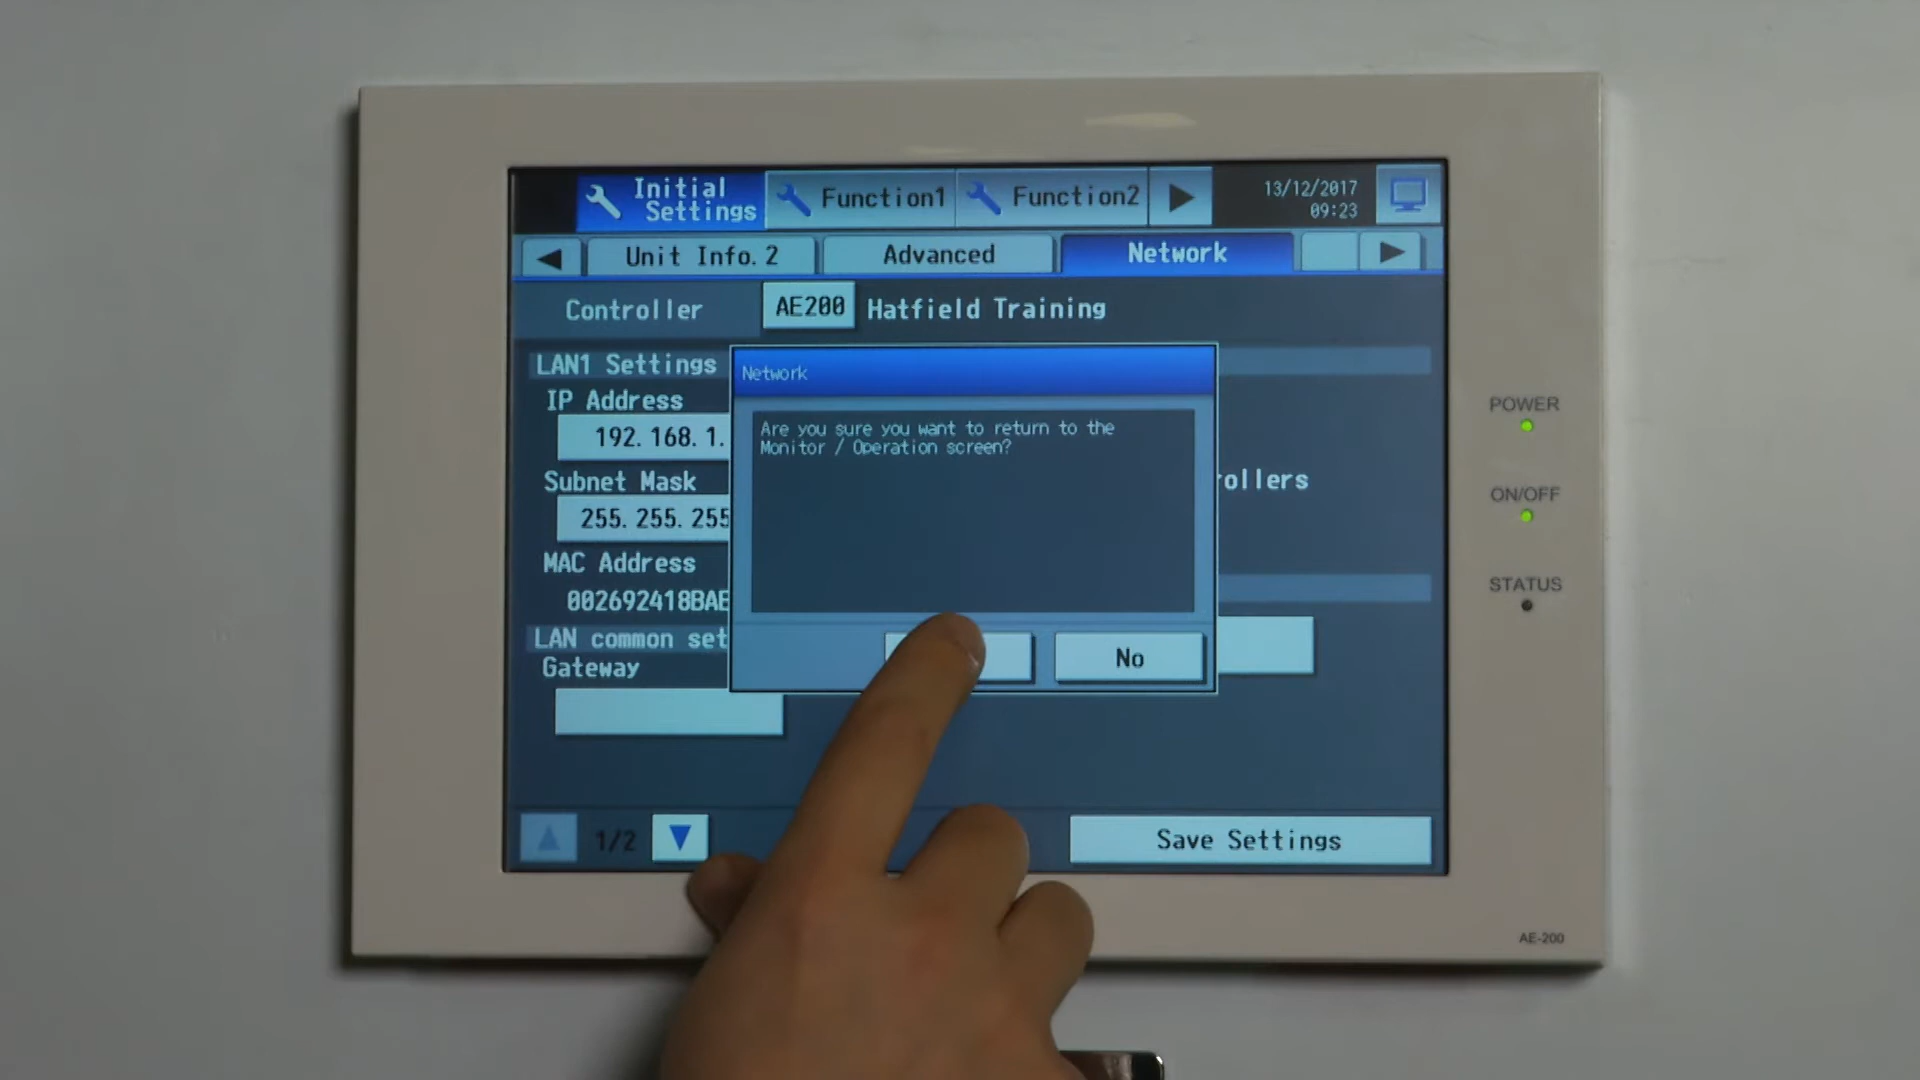 Initial
Settings
Function1
Function2
13/12/2017
09:23
Unit Info.2
Advanced
Network
Controller
AE200
Hatfield Training
LAN1 Settings
IP Address
192.168.1.
Subnet Mask
255.255.255
MAC Address
002692418BAE
LAN common set
Gateway
Network
Are you sure you want to return to the
Monitor / Operation screen?
No
rollers
1/2
Save Settings
POWER
ON/OFF
STATUS
AE-200